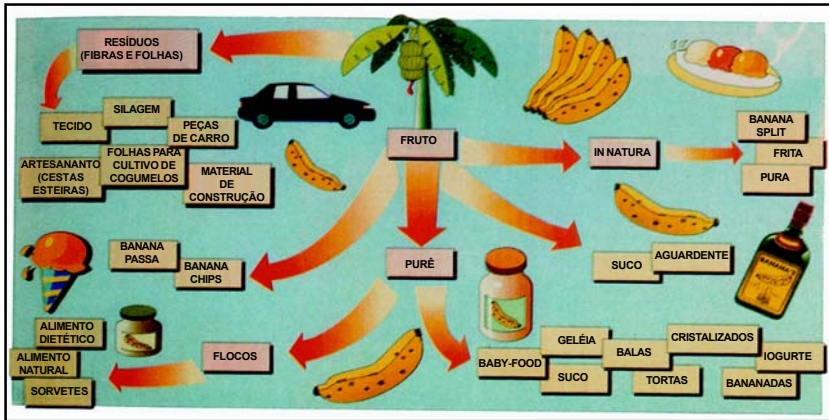 RESÍDUOS
(FIBRAS E FOLHAS)
SILAGEM
TECIDO
PEÇAS
DE CARRO
ARTESANANTO
(CESTAS
ESTEIRAS)
FOLHAS PARA
CULTIVO DE
COGUMELOS
MATERIAL
DE
CONSTRUÇÃO
FRUTO
IN NATURA
BANANA
SPLIT
FRITA
PURA
BANANA
PASSA
BANANA
CHIPS
PURÊ
SUCO
AGUARDENTE
BANANA
ALIMENTO
DIETÉTICO
ALIMENTO
NATURAL
SORVETES
FLOCOS
BABY-FOOD
GELÉIA
SUCO
BALAS
CRISTALIZADOS
TORTAS
IOGURTE
BANANADAS